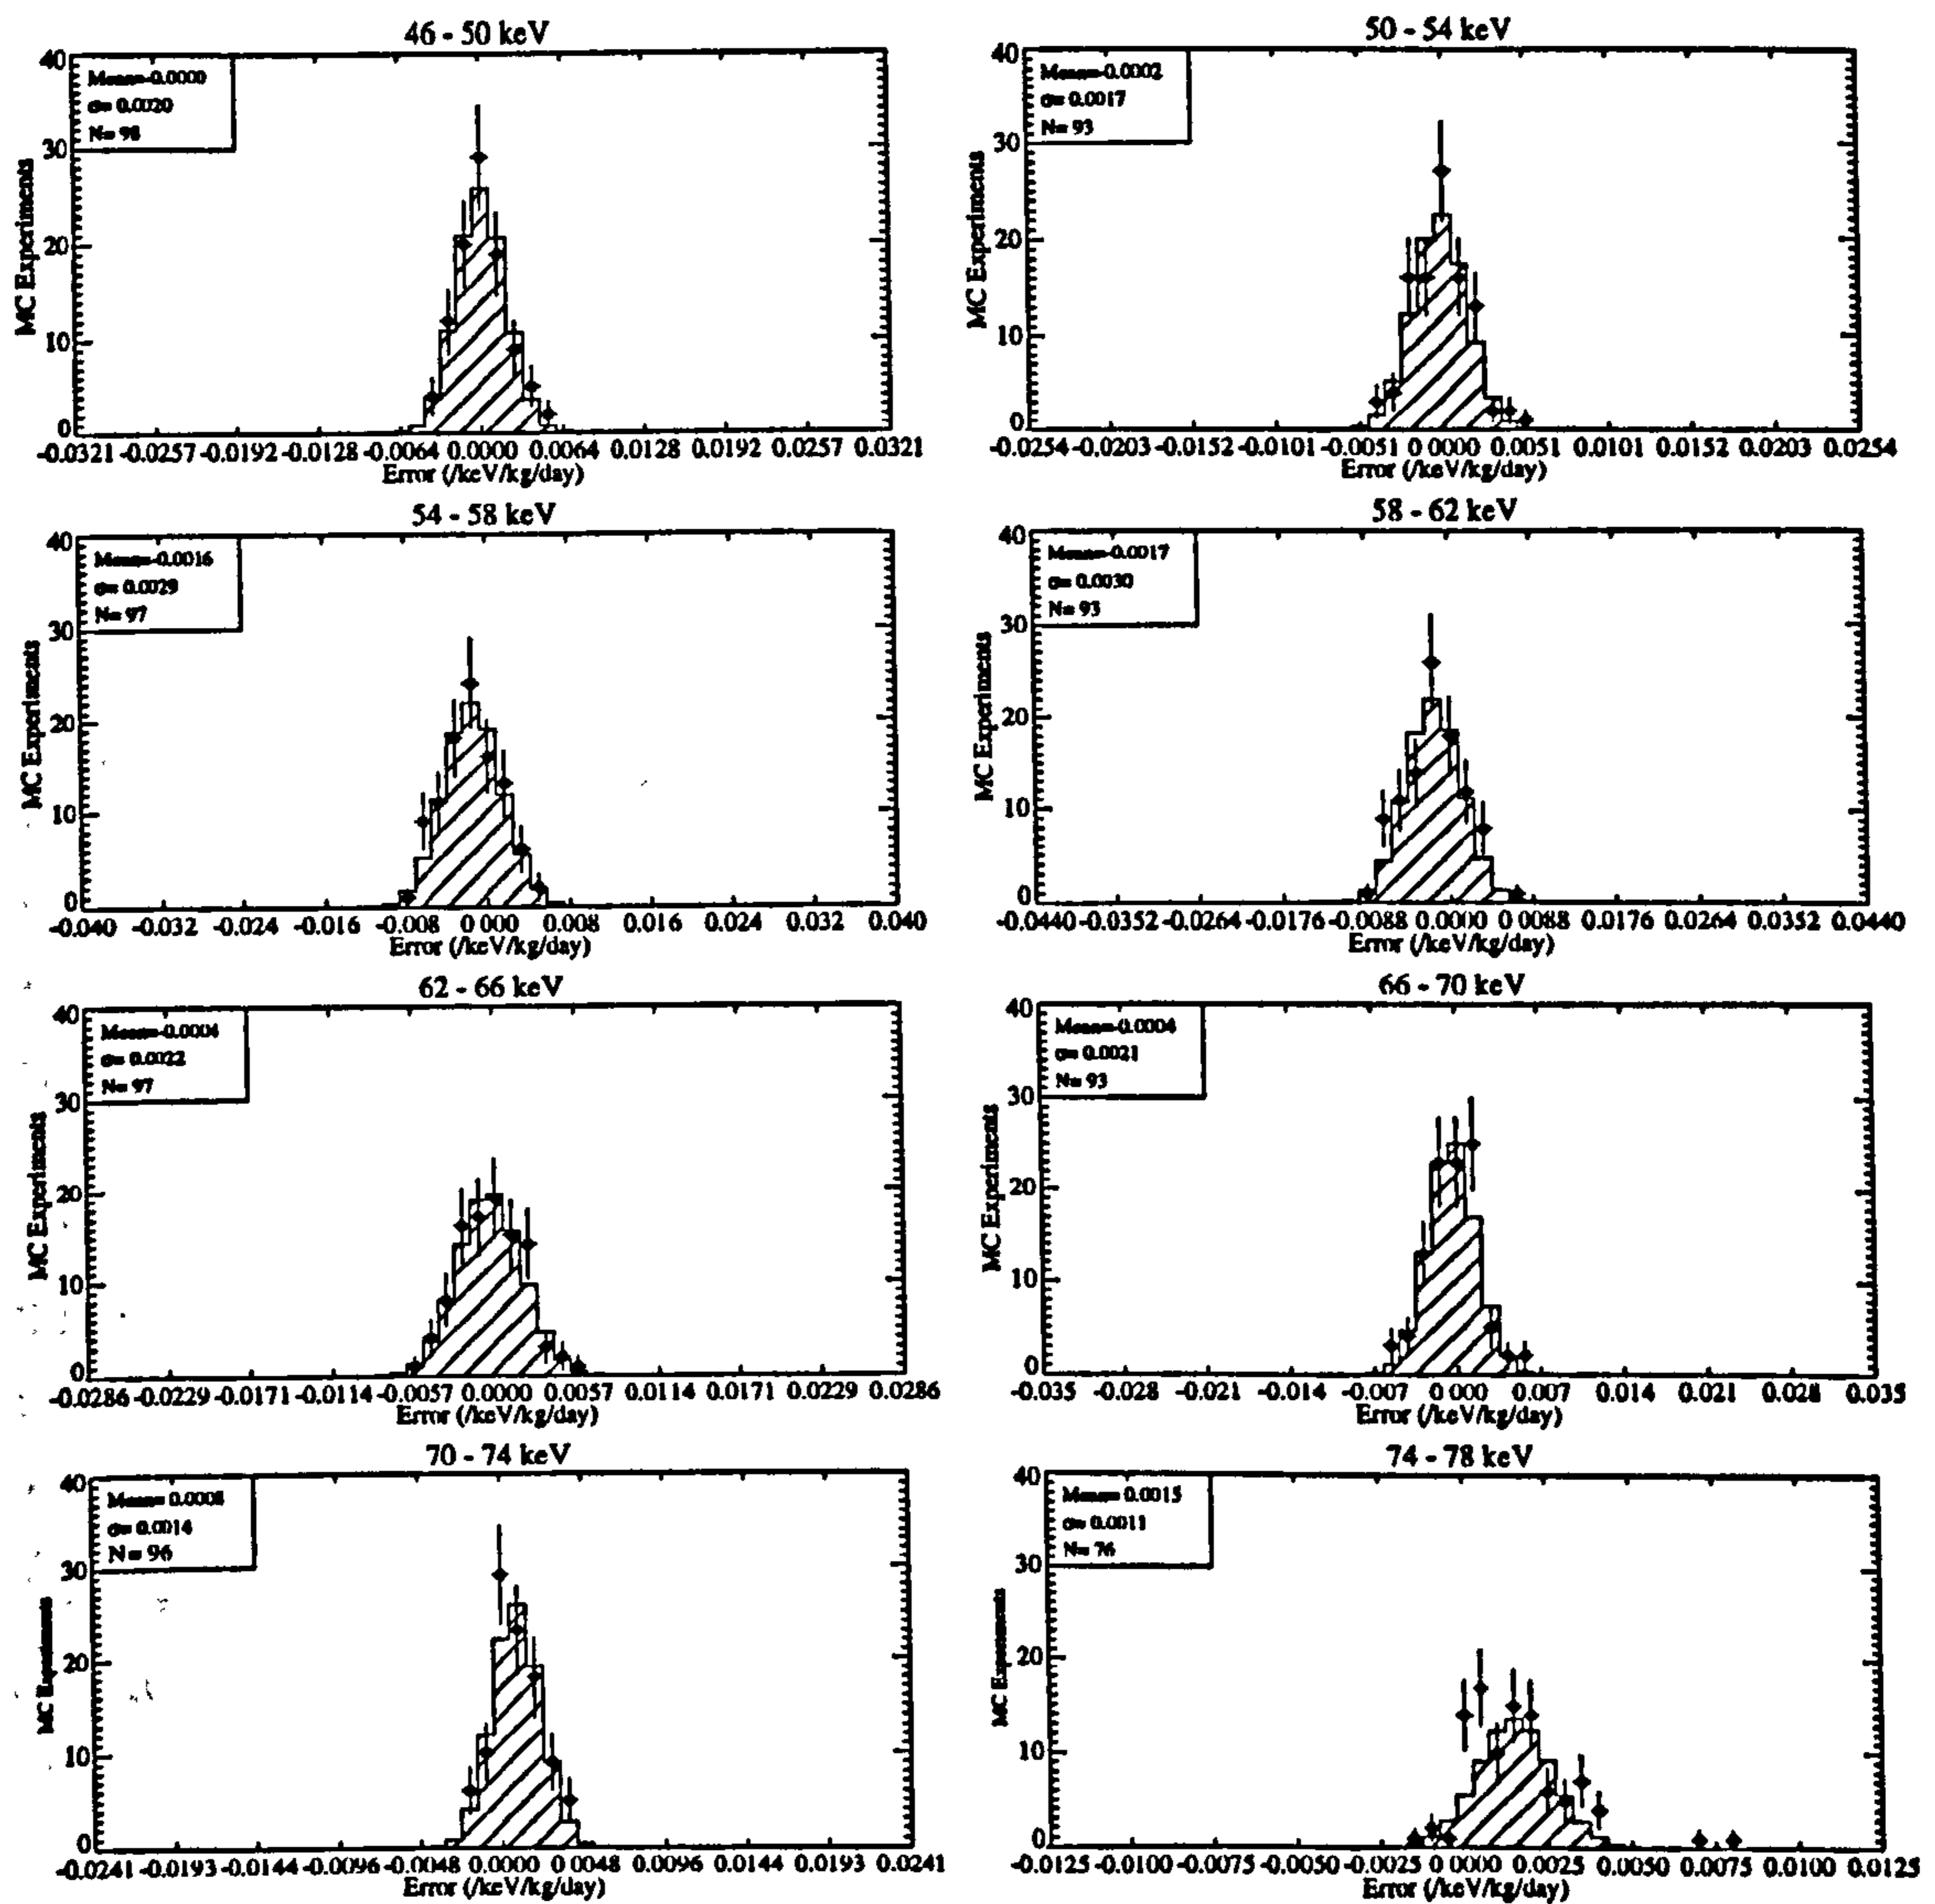 46 - 50 keV
Mean=-0.0000
σ= 0.0020
N= 98
40
30
20
10
0
MC Experiments
-0.0321 -0.0257 -0.0192 -0.0128 -0.0064 0.0000 0.0064 0.0128 0.0192 0.0257 0.0321
Error (/keV/kg/day)
50 - 54 keV
Mean=-0.0002
σ= 0.0017
N= 93
40
30
20
10
0
MC Experiments
-0.0254 -0.0203 -0.0152 -0.0101 -0.0051 0.0000 0.0051 0.0101 0.0152 0.0203 0.0254
Error (/keV/kg/day)
54 - 58 keV
Mean=-0.0016
σ= 0.0029
N= 97
40
30
20
10
0
MC Experiments
-0.040 -0.032 -0.024 -0.016 -0.008 0.000 0.008 0.016 0.024 0.032 0.040
Error (/keV/kg/day)
58 - 62 keV
Mean=-0.0017
σ= 0.0030
N= 93
40
30
20
10
0
MC Experiments
-0.0440 -0.0352 -0.0264 -0.0176 -0.0088 0.0000 0.0088 0.0176 0.0264 0.0352 0.0440
Error (/keV/kg/day)
62 - 66 keV
Mean=-0.0004
σ= 0.0022
N= 97
40
30
20
10
0
MC Experiments
-0.0286 -0.0229 -0.0171 -0.0114 -0.0057 0.0000 0.0057 0.0114 0.0171 0.0229 0.0286
Error (/keV/kg/day)
66 - 70 keV
Mean=-0.0004
σ= 0.0021
N= 93
40
30
20
10
0
MC Experiments
-0.035 -0.028 -0.021 -0.014 -0.007 0.000 0.007 0.014 0.021 0.028 0.035
Error (/keV/kg/day)
70 - 74 keV
Mean= 0.0008
σ= 0.0014
N= 96
40
30
20
10
0
MC Experiments
-0.0241 -0.0193 -0.0144 -0.0096 -0.0048 0.0000 0.0048 0.0096 0.0144 0.0193 0.0241
Error (/keV/kg/day)
74 - 78 keV
Mean= 0.0015
σ= 0.0011
N= 76
40
30
20
10
0
MC Experiments
-0.0125 -0.0100 -0.0075 -0.0050 -0.0025 0.0000 0.0025 0.0050 0.0075 0.0100 0.0125
Error (/keV/kg/day)